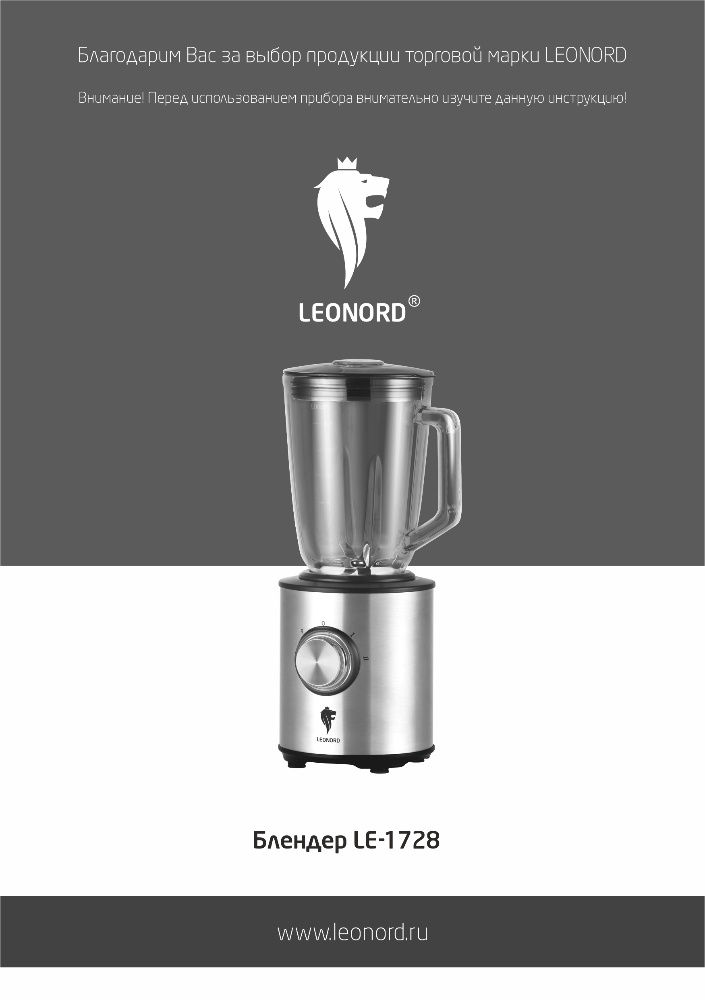 Благодарим Вас за выбор продукции торговой марки LEONORD
Внимание! Перед использованием прибора внимательно изучите данную инструкцию!
LEONORD®
P
0
I
II
LEONORD
Блендер LE-1728
www.leonord.ru